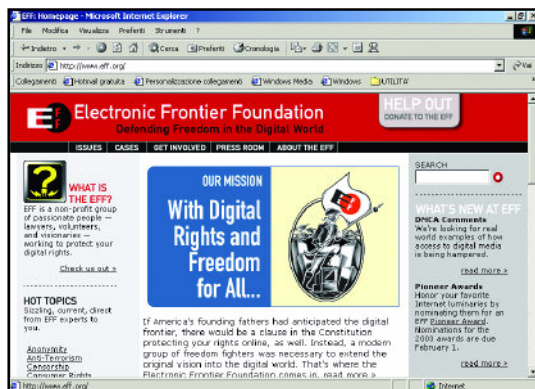 EFF: Homepage - Microsoft Internet Explorer
File Modifica Visualizza Preferiti Strumenti ?
Indietro Cerca Preferiti Cronologia
Indirizzo http://www.eff.org/ Vai
Collegamenti Hotmail gratuita Personalizzazione collegamenti Windows Media Windows UTILITA'
EFF Electronic Frontier Foundation
Defending Freedom in the Digital World
HELP OUT
DONATE TO THE EFF
ISSUES CASES GET INVOLVED PRESS ROOM ABOUT THE EFF
WHAT IS
THE EFF?
EFF is a non-profit group
of passionate people —
lawyers, volunteers,
and visionaries —
working to protect your
digital rights.
Check us out »
HOT TOPICS
Sizzling, current, direct
from EFF experts to
you.
Anonymity
Anti-Terrorism
Censorship
Consumer Rights
OUR MISSION
With Digital
Rights and
Freedom
for All...
If America's founding fathers had anticipated the digital
frontier, there would be a clause in the Constitution
protecting your rights online, as well. Instead, a modern
group of freedom fighters was necessary to extend the
original vision into the digital world. That's where the
Electronic Frontier Foundation comes in. read more »
SEARCH
WHAT'S NEW AT EFF
DMCA Comments
We're looking for real
world examples of how
access to digital media
is being hampered.
read more »
Pioneer Awards
Honor your favorite
Internet luminaries by
nominating them for an
EFF Pioneer Award.
Nominations for the
2003 awards are due
February 1.
read more »
http://www.eff.org/ Internet